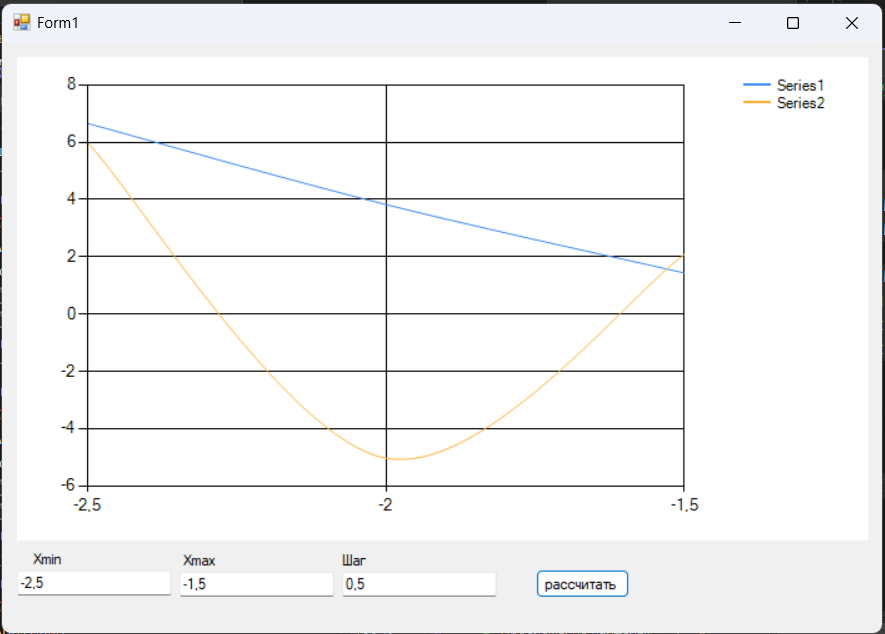 Form1
Series1
Series2
8
6
4
2
0
-2
-4
-6
-2,5
-2
-1,5
Xmin
Xmax
Шаг
-2,5
-1,5
0,5
рассчитать